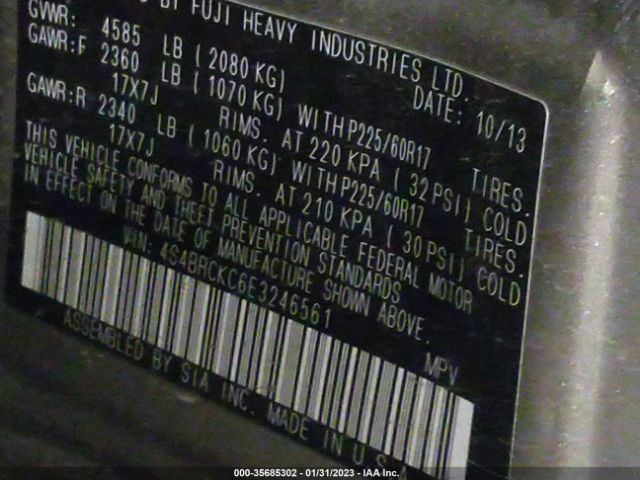 BY FUJI HEAVY INDUSTRIES LTD.
DATE: 10/13
GVWR: 4585 LB ( 2080 KG)
GAWR:F 2360 LB ( 1070 KG) WITH P225/60R17 TIRES.
17X7J RIMS. AT 220 KPA ( 32 PSI) COLD
GAWR:R 2340 LB ( 1060 KG) WITH P225/60R17 TIRES.
17X7J RIMS. AT 210 KPA ( 30 PSI) COLD
THIS VEHICLE CONFORMS TO ALL APPLICABLE FEDERAL MOTOR
VEHICLE SAFETY AND THEFT PREVENTION STANDARDS
IN EFFECT ON THE DATE OF MANUFACTURE SHOWN ABOVE.
VIN: 4S4BRCKC6E3246561
MPV
ASSEMBLED BY SIA INC. MADE IN U S A
000-35685302 - 01/31/2023 - IAA Inc.